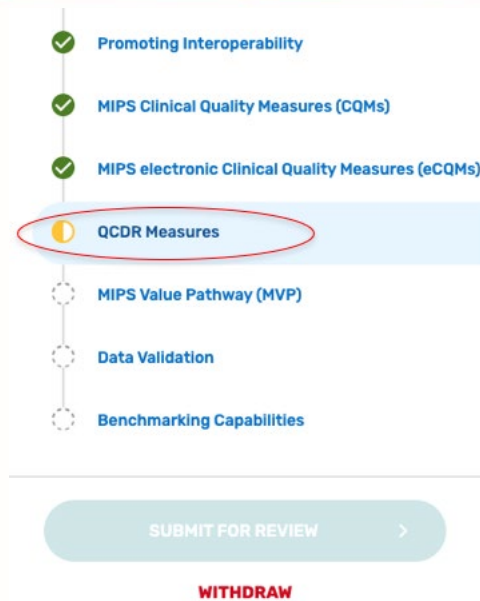 Promoting Interoperability
MIPS Clinical Quality Measures (CQMs)
MIPS electronic Clinical Quality Measures (eCQMs)
QCDR Measures
MIPS Value Pathway (MVP)
Data Validation
Benchmarking Capabilities
SUBMIT FOR REVIEW
WITHDRAW